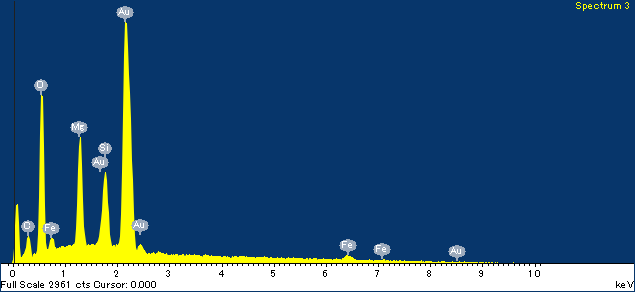 Spectrum 3
Au
O
Mg
Si
Au
O
Fe
Au
Fe
Fe
Au
0 1 2 3 4 5 6 7 8 9 10
Full Scale 2961 cts Cursor: 0.000 keV